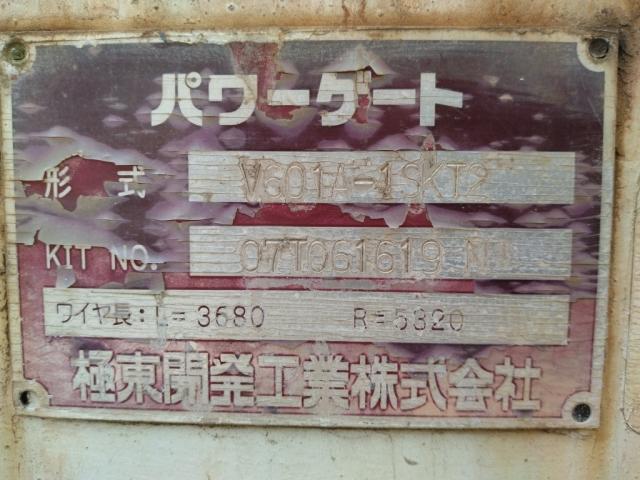 パワーゲート
形式 V601A-1SKT2
KIT NO. 07T061619
ワイヤ長: L=3680 R=5320
極東開発工業株式会社